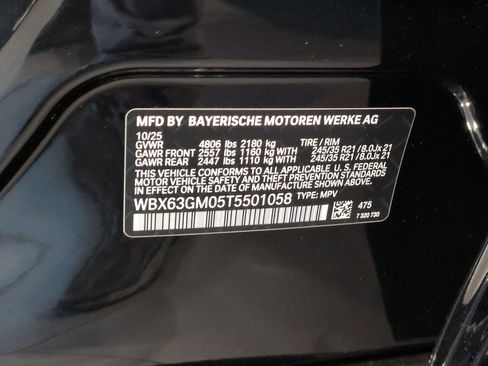 MFD BY BAYERISCHE MOTOREN WERKE AG
10/25
GVWR 4806 lbs 2180 kg TIRE / RIM
GAWR FRONT 2557 lbs 1160 kg WITH 245/35 R21 / 8.0Jx 21
GAWR REAR 2447 lbs 1110 kg WITH 245/35 R21 / 8.0Jx 21
THIS VEHICLE CONFORMS TO ALL APPLICABLE U. S. FEDERAL
MOTOR VEHICLE SAFETY, BUMPER, AND THEFT
PREVENTION STANDARDS IN EFFECT ON THE DATE OF
MANUFACTURE SHOWN ABOVE.
WBX63GM05T5501058 TYPE: MPV
475
7 320 730